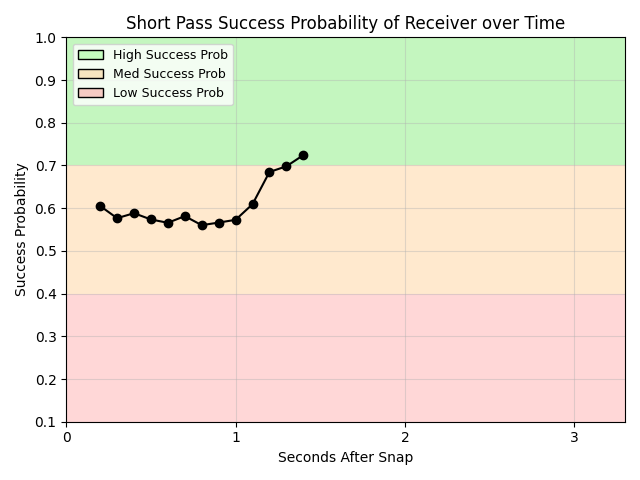 Short Pass Success Probability of Receiver over Time
1.0
0.9
0.8
0.7
0.6
0.5
0.4
0.3
0.2
0.1
Success Probability
High Success Prob
Med Success Prob
Low Success Prob
0 1 2 3
Seconds After Snap